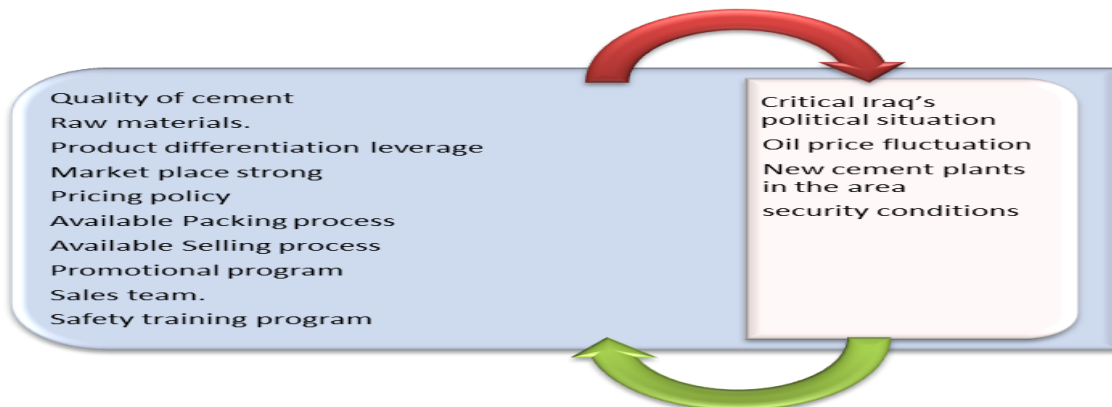 Quality of cement
Raw materials.
Product differentiation leverage
Market place strong
Pricing policy
Available Packing process
Available Selling process
Promotional program
Sales team.
Safety training program
Critical Iraq's
political situation
Oil price fluctuation
New cement plants
in the area
security conditions